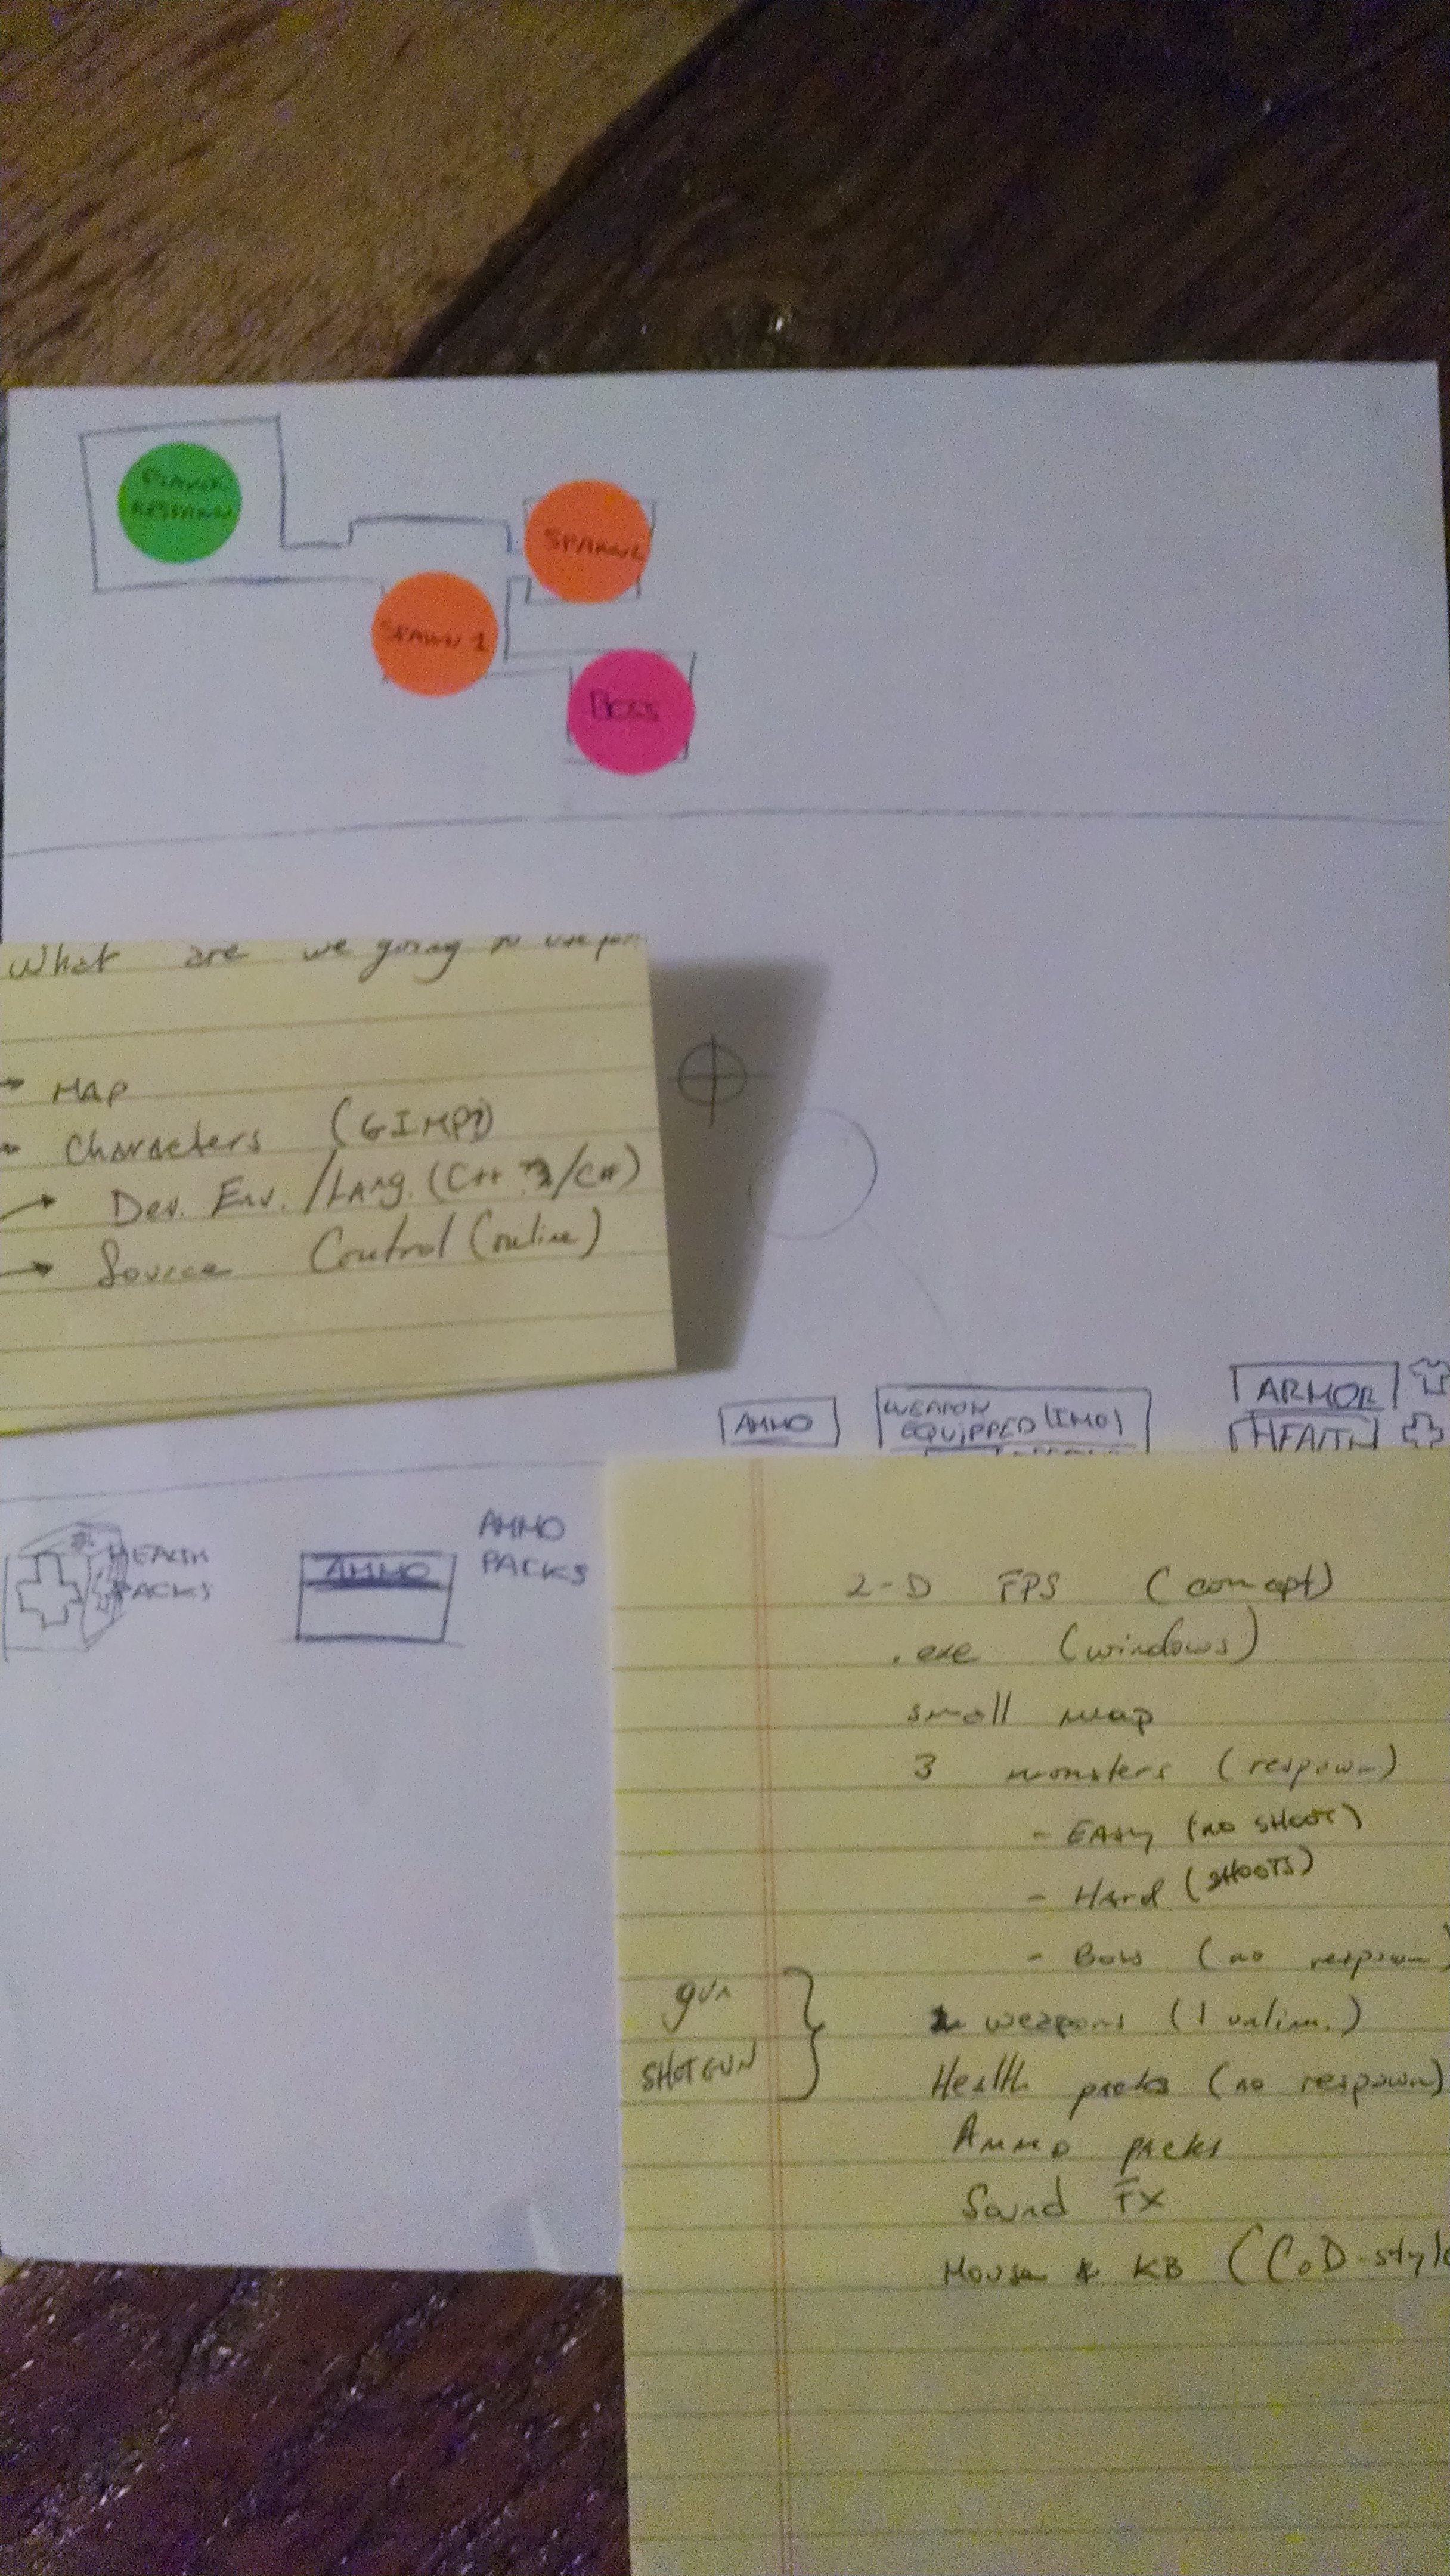 PLAYER
RESPAWN
SPAWN 2
SPAWN 1
BOSS
What are we going to use for
→ MAP
→ Characters (GIMP?)
→ Dev. Env. / Lang. (C++ ? / C#)
→ Source Control (online)
AMMO
WEAPON
EQUIPPED (IMO)
ARMOR
HEALTH
HEALTH
PACKS
AMMO
AMMO
PACKS
2-D FPS (concept)
.exe (windows)
small map
3 monsters (respawn)
- EASY (no SHOOT)
- Hard (SHOOTS)
- Boss (no respawn)
gun
SHOTGUN
2 weapons (1 unlim.)
Health packs (no respawn)
Ammo packs
Sound FX
Mouse & KB (CoD-style